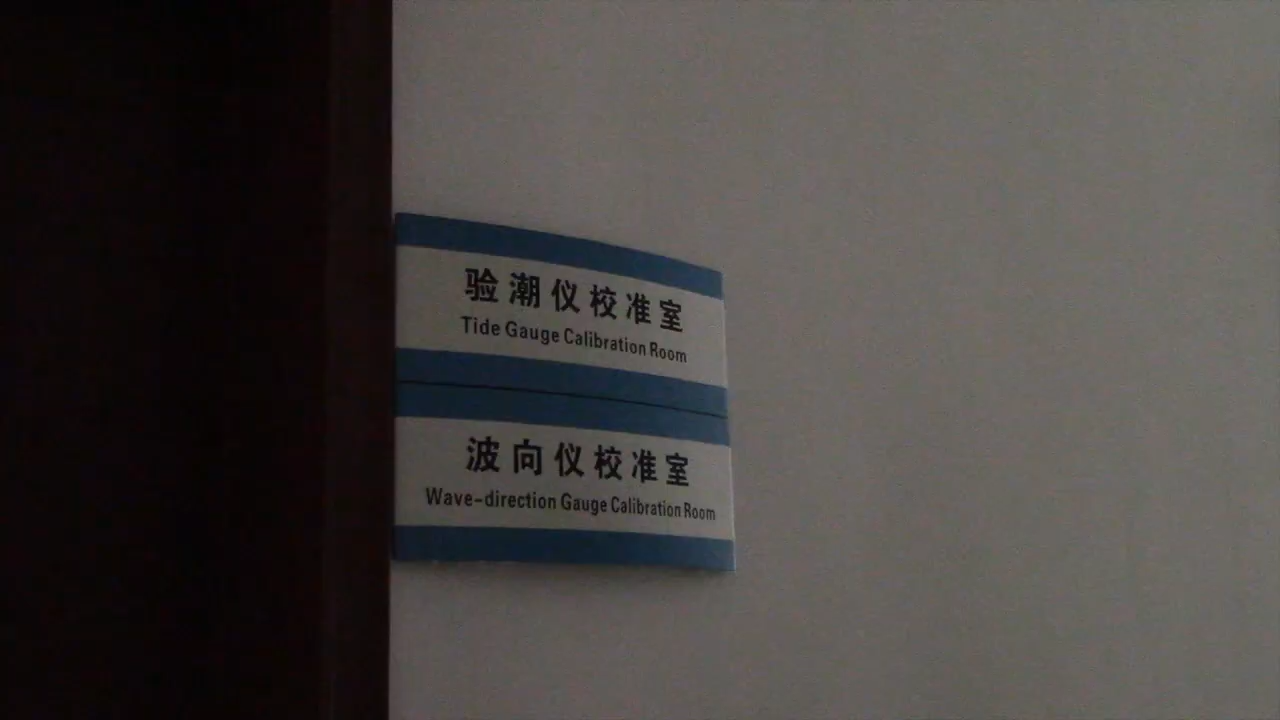 验潮仪校准室
Tide Gauge Calibration Room
波向仪校准室
Wave-direction Gauge Calibration Room